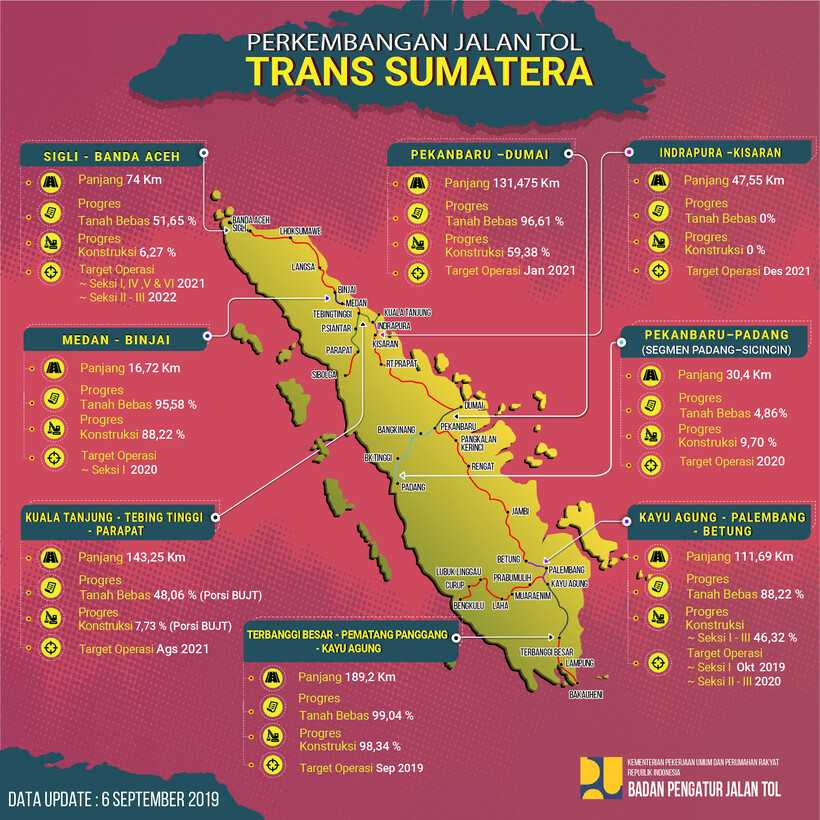 PERKEMBANGAN JALAN TOL
TRANS SUMATERA
SIGLI - BANDA ACEH
Panjang 74 Km
Progres
Tanah Bebas 51,65 %
Progres
Konstruksi 6,27 %
Target Operasi
~ Seksi I, IV ,V & VI 2021
~ Seksi II - III 2022
PEKANBARU –DUMAI
Panjang 131,475 Km
Progres
Tanah Bebas 96,61 %
Progres
Konstruksi 59,38 %
Target Operasi Jan 2021
INDRAPURA –KISARAN
Panjang 47,55 Km
Progres
Tanah Bebas 0%
Progres
Konstruksi 0 %
Target Operasi Des 2021
MEDAN - BINJAI
Panjang 16,72 Km
Progres
Tanah Bebas 95,58 %
Progres
Konstruksi 88,22 %
Target Operasi
~ Seksi I 2020
PEKANBARU–PADANG
(SEGMEN PADANG–SICINCIN)
Panjang 30,4 Km
Progres
Tanah Bebas 4,86%
Progres
Konstruksi 9,70 %
Target Operasi 2020
KUALA TANJUNG - TEBING TINGGI
- PARAPAT
Panjang 143,25 Km
Progres
Tanah Bebas 48,06 % (Porsi BUJT)
Progres
Konstruksi 7,73 % (Porsi BUJT)
Target Operasi Ags 2021
KAYU AGUNG - PALEMBANG
- BETUNG
Panjang 111,69 Km
Progres
Tanah Bebas 88,22 %
Progres
Konstruksi
~ Seksi I - III 46,32 %
Target Operasi
~ Seksi I Okt 2019
~ Seksi II - III 2020
TERBANGGI BESAR - PEMATANG PANGGANG
- KAYU AGUNG
Panjang 189,2 Km
Progres
Tanah Bebas 99,04 %
Progres
Konstruksi 98,34 %
Target Operasi Sep 2019
BANDA ACEH
SIGLI
LHOKSUMAWE
LANGSA
BINJAI
MEDAN
TEBINGTINGGI
KUALA TANJUNG
P.SIANTAR
INDRAPURA
KISARAN
PARAPAT
RT.PRAPAT
SIBOLGA
DUMAI
BANGKINANG
PEKANBARU
PANGKALAN
KERINCI
BK.TINGGI
RENGAT
PADANG
JAMBI
BETUNG
PALEMBANG
LUBUK LINGGAU
PRABUMULIH
KAYU AGUNG
CURUP
MUARAENIM
BENGKULU
LAHA
TERBANGGI BESAR
LAMPUNG
BAKAUHENI
KEMENTERIAN PEKERJAAN UMUM DAN PERUMAHAN RAKYAT
REPUBLIK INDONESIA
BADAN PENGATUR JALAN TOL
DATA UPDATE : 6 SEPTEMBER 2019